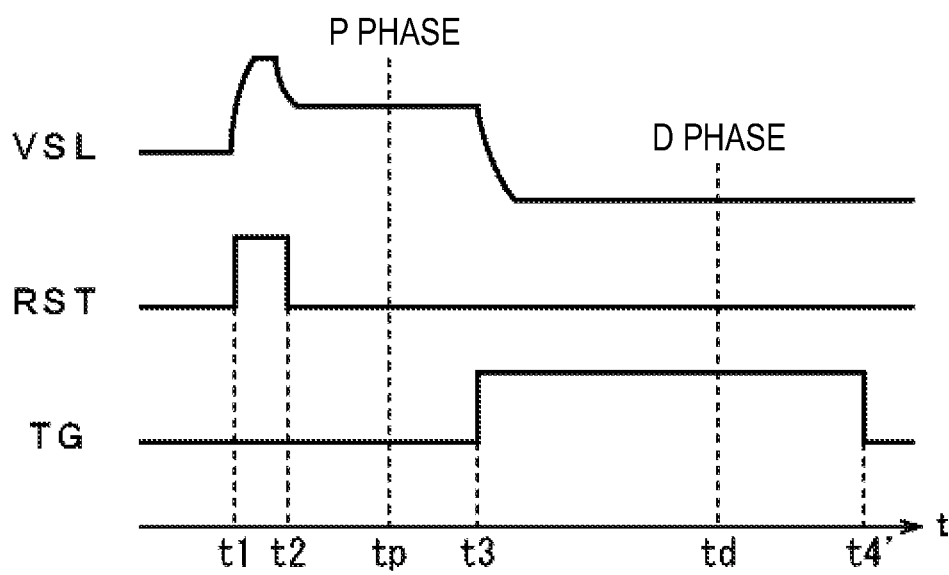 P PHASE
VSL
D PHASE
RST
TG
t
t1 t2 tp t3 td t4'